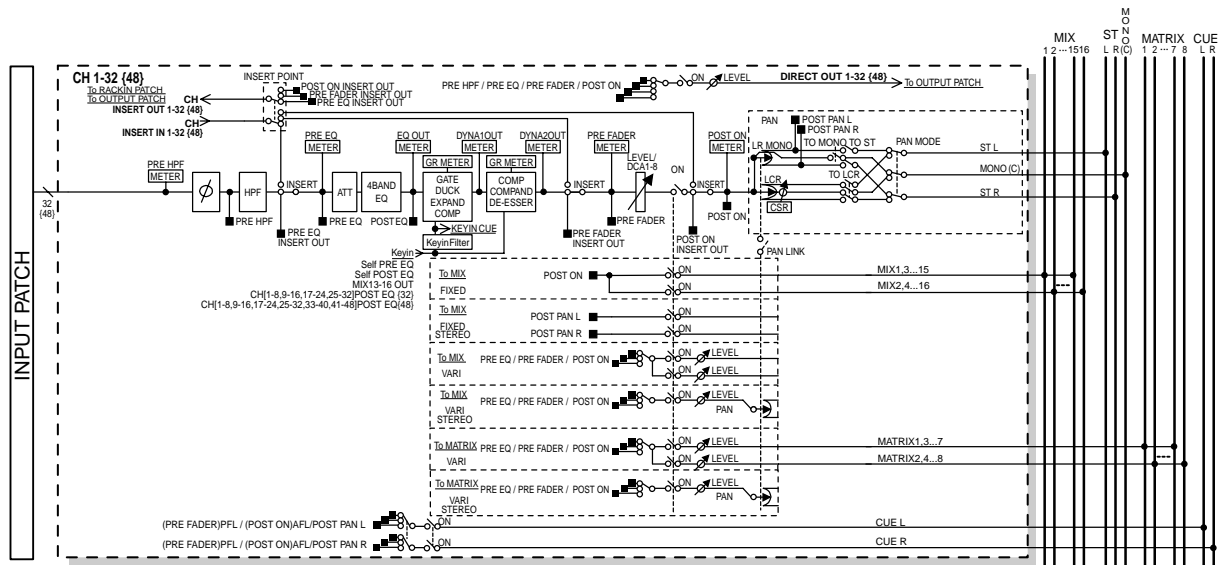 MONO
MIX ST (C) MATRIX CUE
1 2 ··· 15 16 L R (C) 1 2 ··· 7 8 L R
CH 1-32 {48}
To RACKIN PATCH
To OUTPUT PATCH
CH
INSERT OUT 1-32 {48}
CH
INSERT IN 1-32 {48}
INSERT POINT
POST ON INSERT OUT
PRE FADER INSERT OUT
PRE EQ INSERT OUT
PRE HPF / PRE EQ / PRE FADER / POST ON
ON
LEVEL
DIRECT OUT 1-32 {48}
To OUTPUT PATCH
INPUT PATCH
32
{48}
PRE HPF
METER
Ø
HPF
PRE HPF
INSERT
PRE EQ
INSERT OUT
PRE EQ
METER
PRE EQ
ATT
4BAND
EQ
EQ OUT
METER
POST EQ
DYNA1OUT
METER
GR METER
GATE
DUCK
EXPAND
COMP
KEYIN CUE
Keyin Filter
Keyin
DYNA2OUT
METER
GR METER
COMP
COMPAND
DE-ESSER
INSERT
PRE FADER
INSERT OUT
PRE FADER
METER
PRE FADER
LEVEL/
DCA1-8
ON
INSERT
POST ON
INSERT OUT
POST ON
METER
POST ON
PAN
POST PAN L
POST PAN R
LR MONO
TO MONO TO ST
PAN MODE
TO LCR
LCR
CSR
ST L
MONO (C)
ST R
PAN LINK
Self PRE EQ
Self POST EQ
MIX13-16 OUT
CH[1-8,9-16,17-24,25-32]POST EQ {32}
CH[1-8,9-16,17-24,25-32,33-40,41-48]POST EQ{48}
To MIX
FIXED
POST ON
ON
ON
MIX1,3...15
MIX2,4...16
To MIX
FIXED
STEREO
POST PAN L
ON
POST PAN R
ON
To MIX
VARI
PRE EQ / PRE FADER / POST ON
ON
LEVEL
ON
LEVEL
To MIX
VARI
STEREO
PRE EQ / PRE FADER / POST ON
ON
LEVEL
PAN
To MATRIX
VARI
PRE EQ / PRE FADER / POST ON
ON
LEVEL
MATRIX1,3...7
ON
LEVEL
MATRIX2,4...8
To MATRIX
VARI
STEREO
PRE EQ / PRE FADER / POST ON
ON
LEVEL
PAN
(PRE FADER)PFL / (POST ON)AFL/POST PAN L
ON
CUE L
(PRE FADER)PFL / (POST ON)AFL/POST PAN R
ON
CUE R